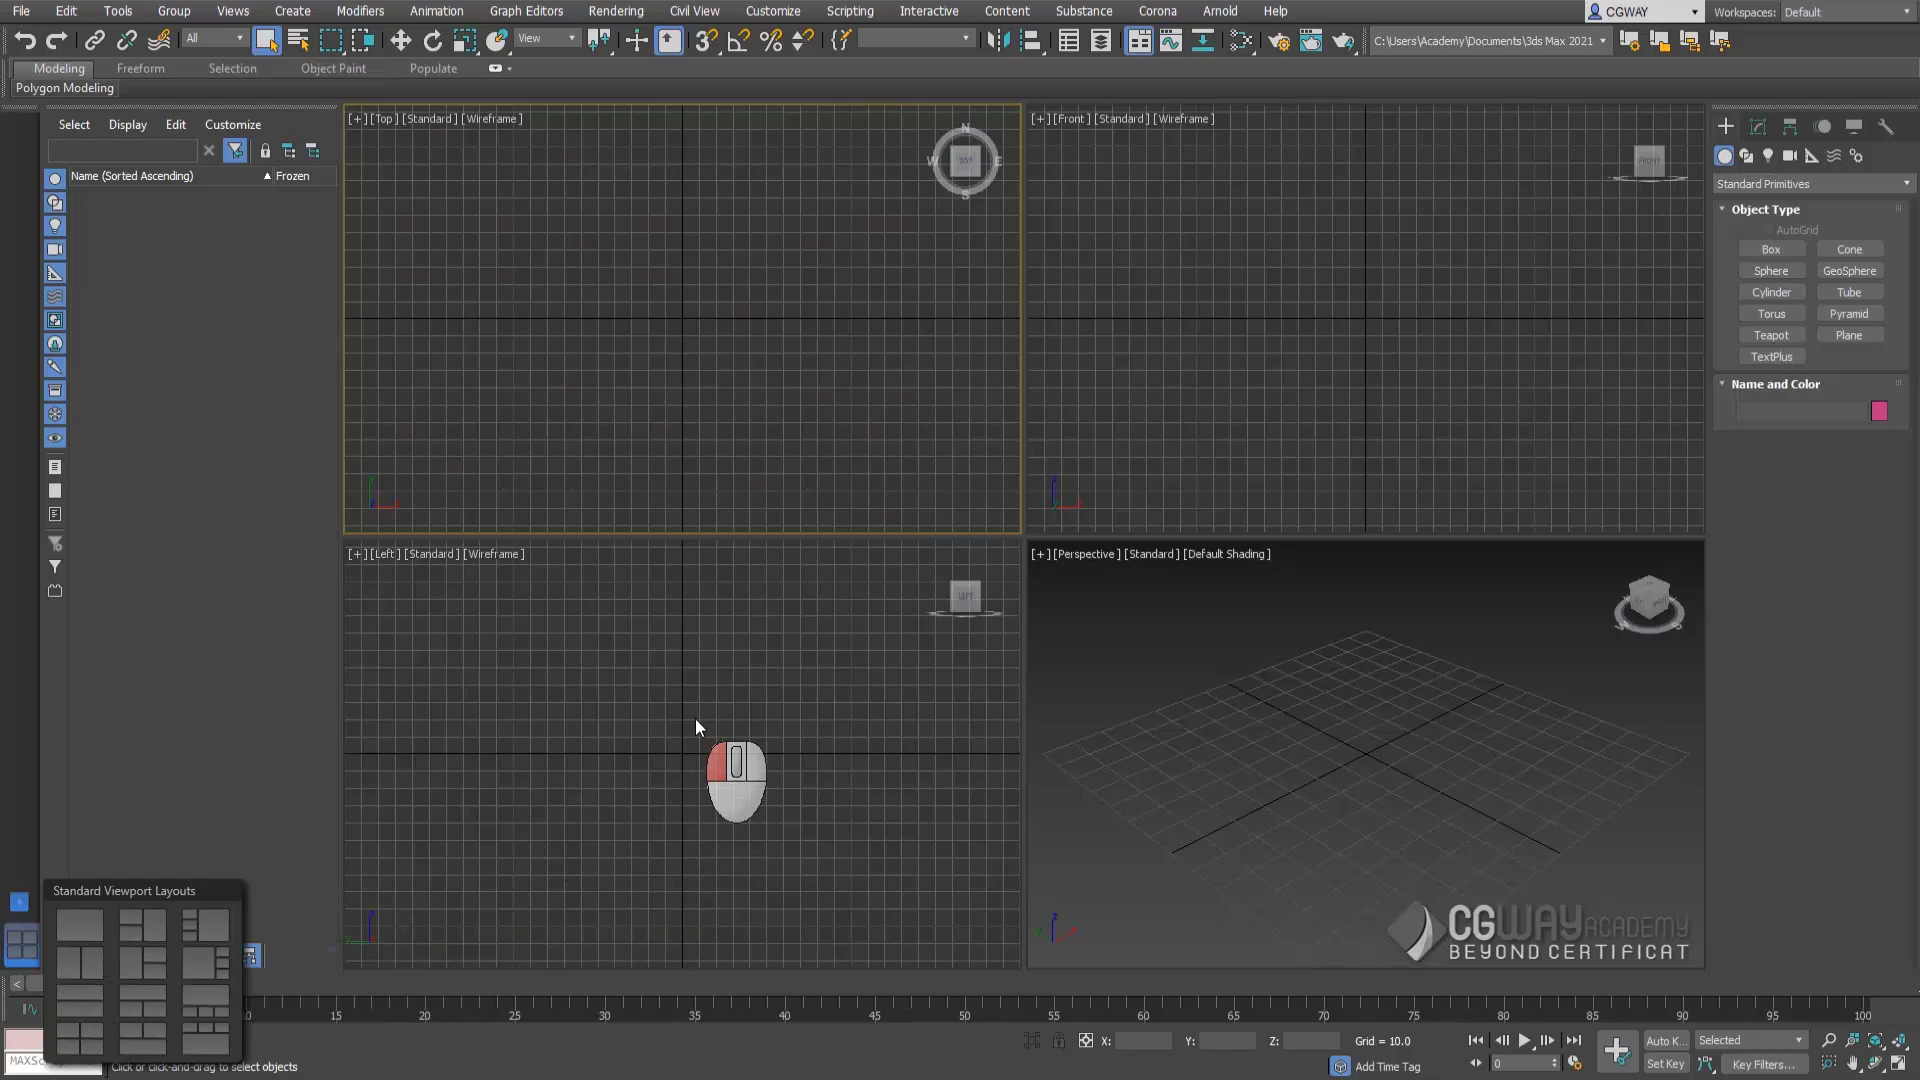 File Edit Tools Group Views Create Modifiers Animation Graph Editors Rendering Civil View Customize Scripting Interactive Content Substance Corona Arnold Help CGWAY Workspaces: Default
All View C:\Users\Academy\Documents\3ds Max 2021
Modeling Freeform Selection Object Paint Populate
Polygon Modeling
Select Display Edit Customize
Name (Sorted Ascending) Frozen
[+] [Top] [Standard] [Wireframe]
N
W TOP E
S
[+] [Front] [Standard] [Wireframe]
FRONT
Standard Primitives
Object Type
AutoGrid
Box Cone
Sphere GeoSphere
Cylinder Tube
Torus Pyramid
Teapot Plane
TextPlus
Name and Color
[+] [Left] [Standard] [Wireframe]
LEFT
[+] [Perspective] [Standard] [Default Shading]
CGWAY ACADEMY
BEYOND CERTIFICAT
Standard Viewport Layouts
15 20 25 30 35 40 45 50 55 60 65 70 75 80 85 90 95 100
X: Y: Z: Grid = 10.0 Auto K... Selected
MAXSc
Click or click-and-drag to select objects
Add Time Tag 0 Set Key Key Filters...